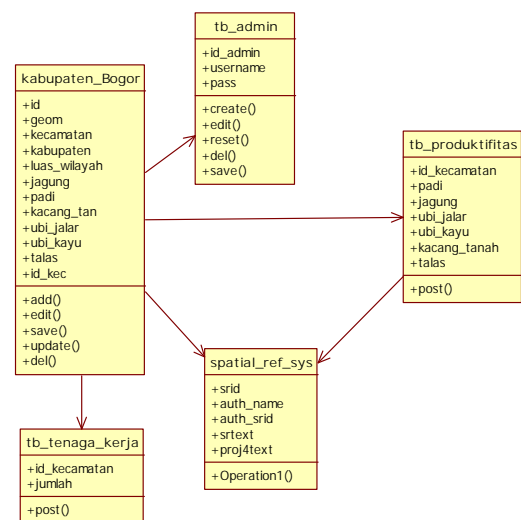 tb_admin
+id_admin
+username
+pass
+create()
+edit()
+reset()
+del()
+save()
kabupaten_Bogor
+id
+geom
+kecamatan
+kabupaten
+luas_wilayah
+jagung
+padi
+kacang_tan
+ubi_jalar
+ubi_kayu
+talas
+id_kec
+add()
+edit()
+save()
+update()
+del()
tb_produktifitas
+id_kecamatan
+padi
+jagung
+ubi_jalar
+ubi_kayu
+kacang_tanah
+talas
+post()
spatial_ref_sys
+srid
+auth_name
+auth_srid
+srtext
+proj4text
+Operation1()
tb_tenaga_kerja
+id_kecamatan
+jumlah
+post()